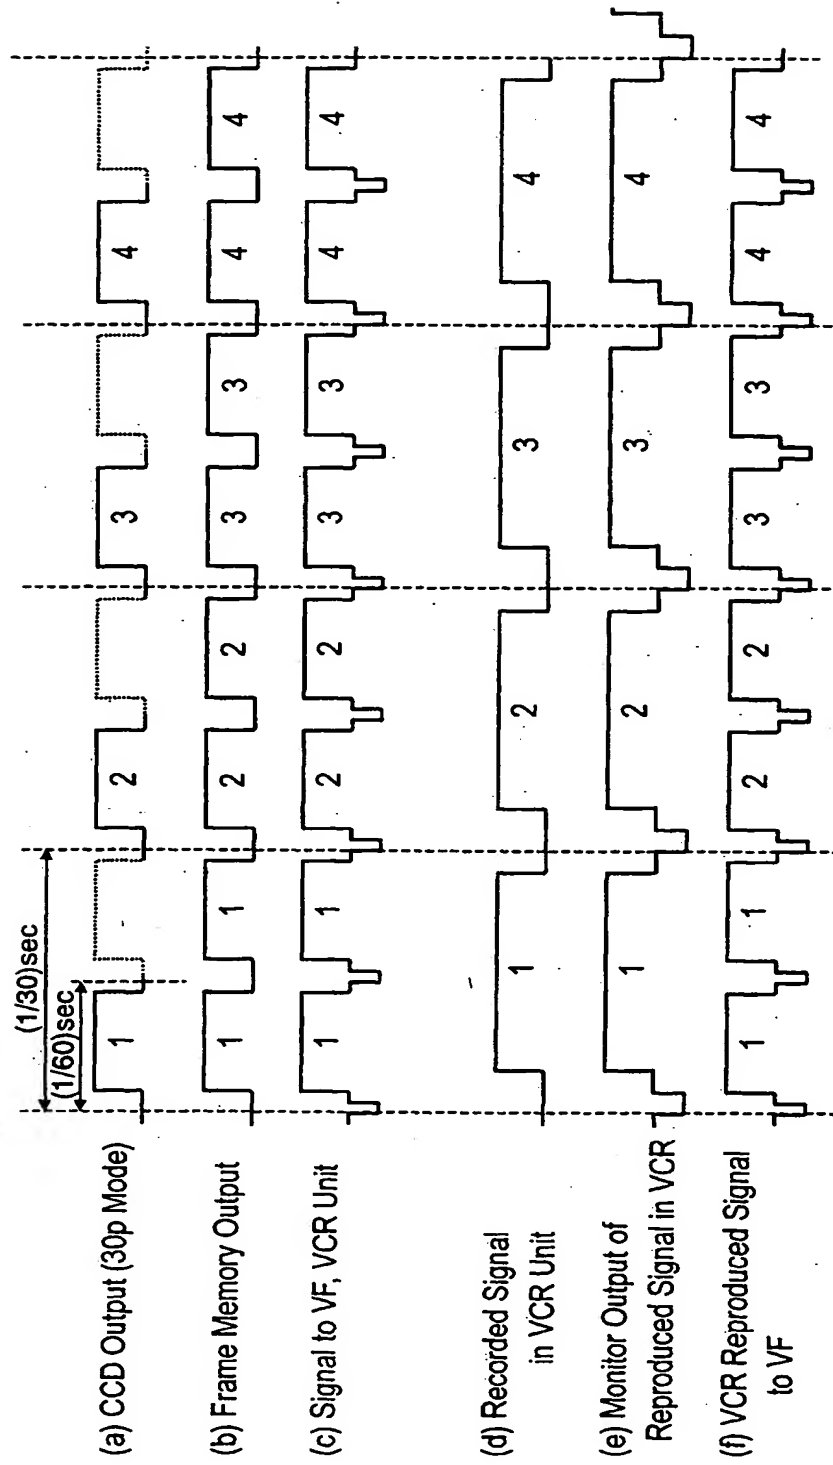 (1/30)sec
(1/60)sec
(a) CCD Output (30p Mode)
1 2 3 4
(b) Frame Memory Output
1 1 2 2 3 3 4 4
(c) Signal to VF, VCR Unit
1 1 2 2 3 3 4 4
(d) Recorded Signal
in VCR Unit
1 2 3 4
(e) Monitor Output of
Reproduced Signal in VCR
1 2 3 4
(f) VCR Reproduced Signal
to VF
1 1 2 2 3 3 4 4